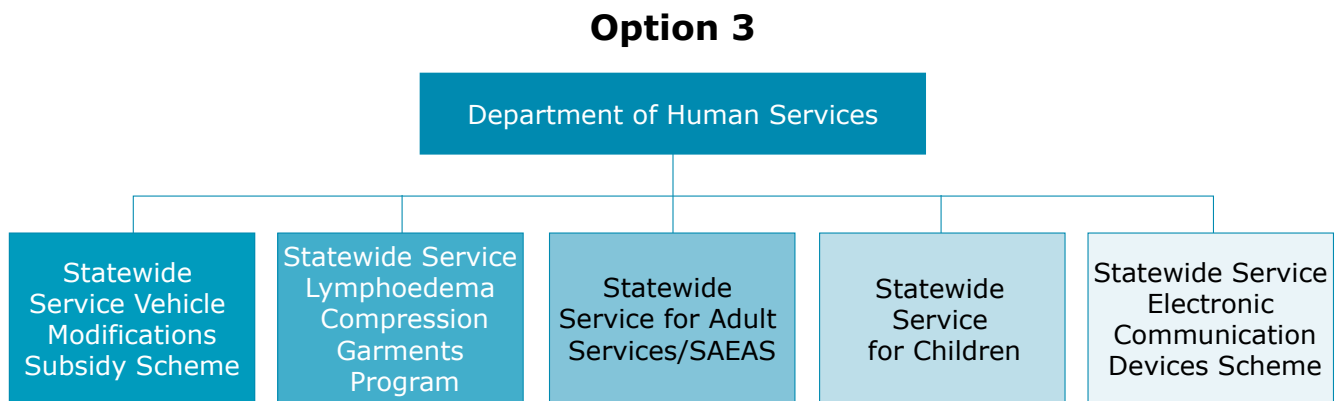 Option 3
Department of Human Services
Statewide
Service Vehicle
Modifications
Subsidy Scheme
Statewide Service
Lymphoedema
Compression
Garments
Program
Statewide
Service for Adult
Services/SAEAS
Statewide
Service
for Children
Statewide Service
Electronic
Communication
Devices Scheme